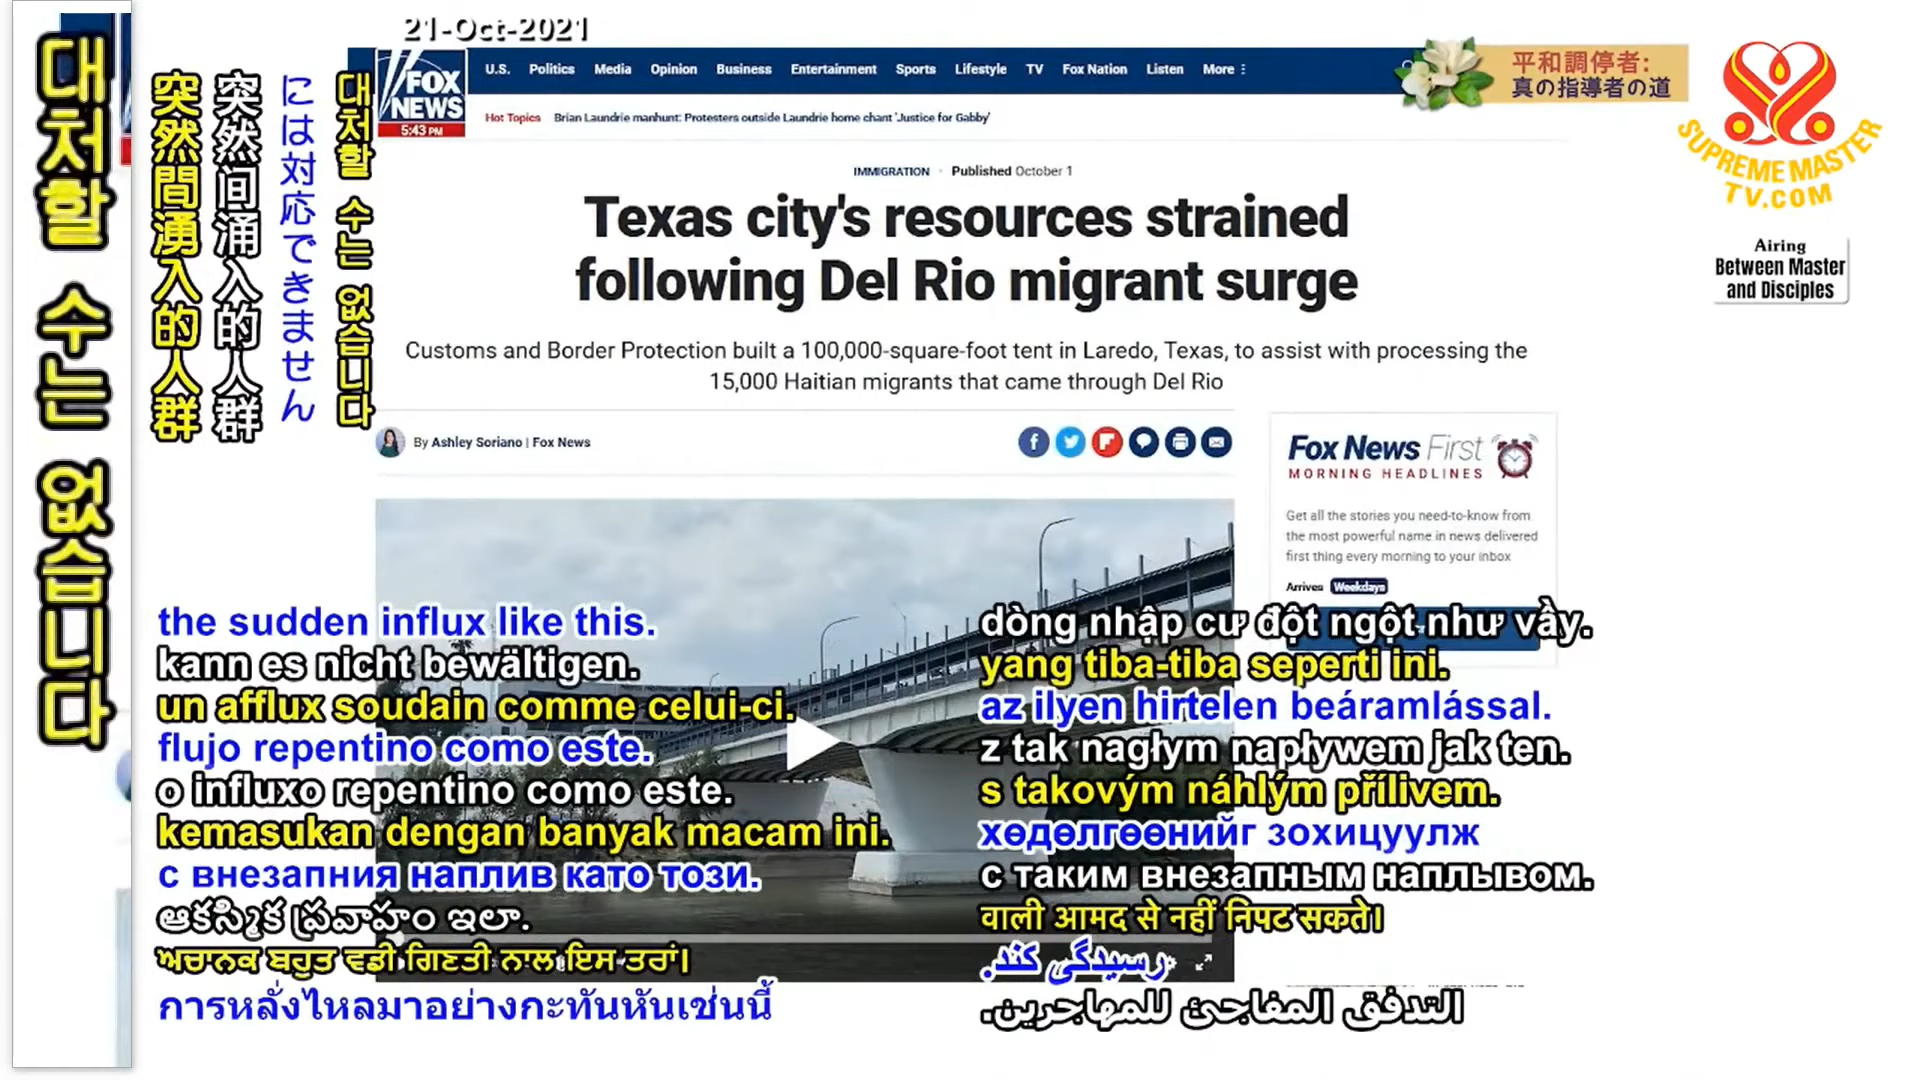 21-Oct-2021
대처할 수는 없습니다
突然間湧入的人群
突然间涌入的人群
には対応できません
대처할 수는 없습니다
FOX
NEWS
5:43 PM
U.S. Politics Media Opinion Business Entertainment Sports Lifestyle TV Fox Nation Listen More
Hot Topics Brian Laundrie manhunt: Protesters outside Laundrie home chant 'Justice for Gabby'
平和調停者:
真の指導者の道
SUPREME MASTER
TV.COM
Airing
Between Master
and Disciples
IMMIGRATION · Published October 1
Texas city's resources strained
following Del Rio migrant surge
Customs and Border Protection built a 100,000-square-foot tent in Laredo, Texas, to assist with processing the
15,000 Haitian migrants that came through Del Rio
By Ashley Soriano | Fox News
Fox News First
MORNING HEADLINES
Get all the stories you need-to-know from
the most powerful name in news delivered
first thing every morning to your inbox
Arrives Weekdays
the sudden influx like this.
kann es nicht bewältigen.
un afflux soudain comme celui-ci.
flujo repentino como este.
o influxo repentino como este.
kemasukan dengan banyak macam ini.
с внезапния наплив като този.
ఆకస్మిక ప్రవాహం ఇలా.
ਅਚਾਨਕ ਬਹੁਤ ਵਡੀ ਗਿਣਤੀ ਨਾਲ ਇਸ ਤਰਾਂ।
การหลั่งไหลมาอย่างกะทันหันเช่นนี้
dòng nhập cư đột ngột như vầy.
yang tiba-tiba seperti ini.
az ilyen hirtelen beáramlással.
z tak nagłym napływem jak ten.
s takovým náhlým přílivem.
хөдөлгөөнийг зохицуулж
с таким внезапным наплывом.
वाली आमद से नहीं निपट सकते।
رسیدگی کند.
التدفق المفاجئ للمهاجرين.